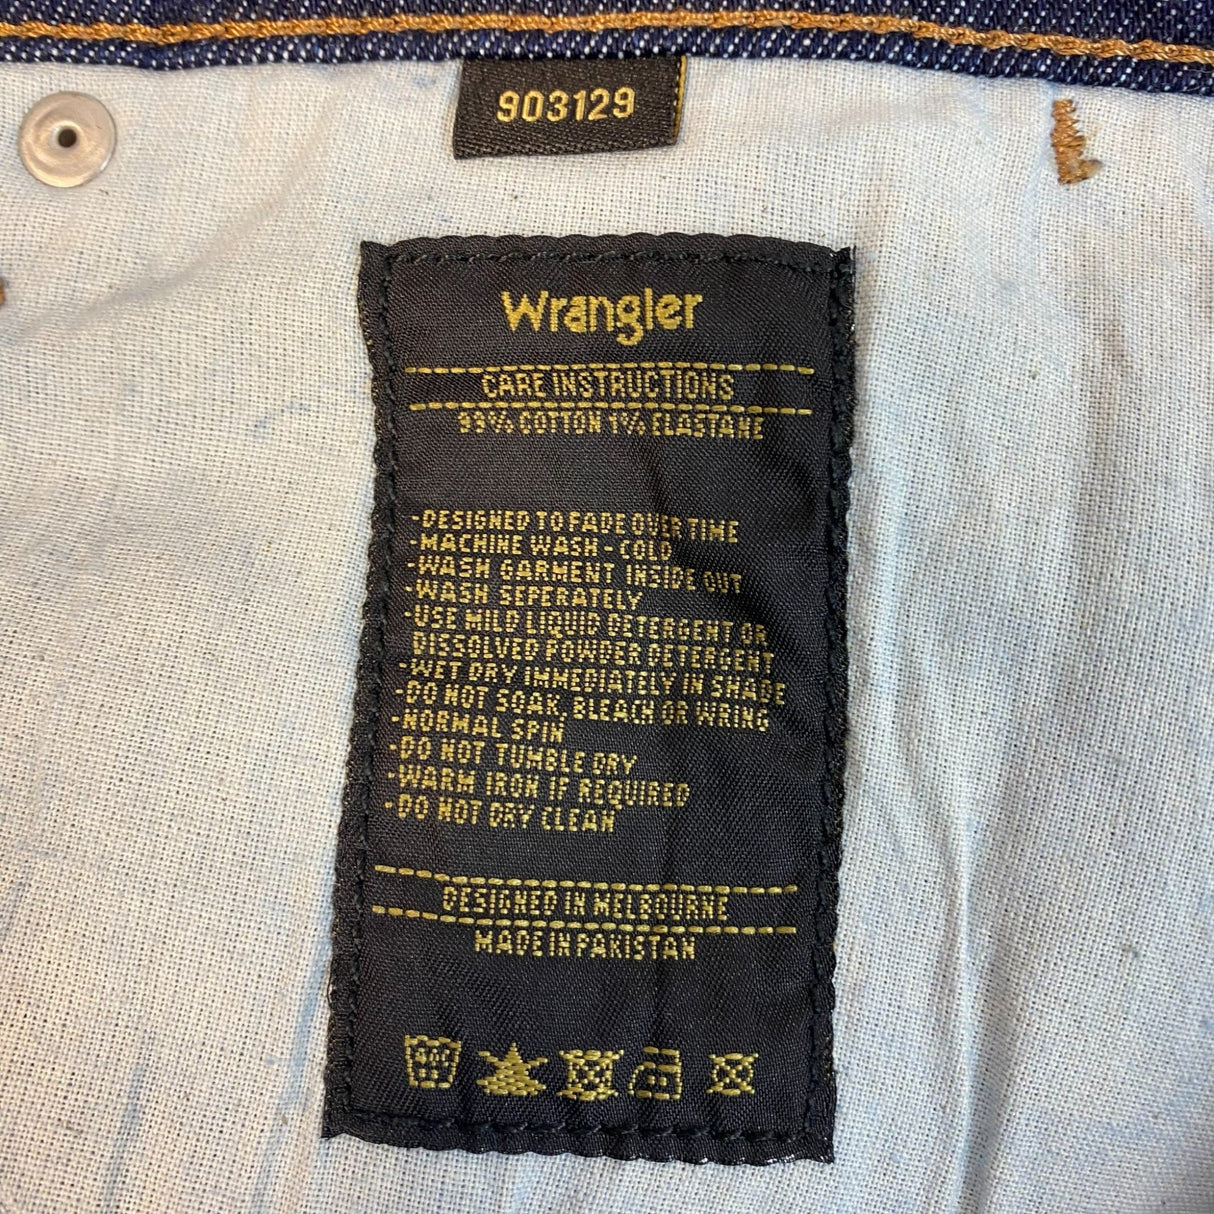 903129
Wrangler
CARE INSTRUCTIONS
99% COTTON 1% ELASTANE
-DESIGNED TO FADE OVER TIME
-MACHINE WASH - COLD
-WASH GARMENT INSIDE OUT
-WASH SEPERATELY
-USE MILD LIQUID DETERGENT OR
DISSOLVED POWDER DETERGENT
-WET DRY IMMEDIATELY IN SHADE
-DO NOT SOAK, BLEACH OR WRING
-NORMAL SPIN
-DO NOT TUMBLE DRY
-WARM IRON IF REQUIRED
-DO NOT DRY CLEAN
DESIGNED IN MELBOURNE
MADE IN PAKISTAN